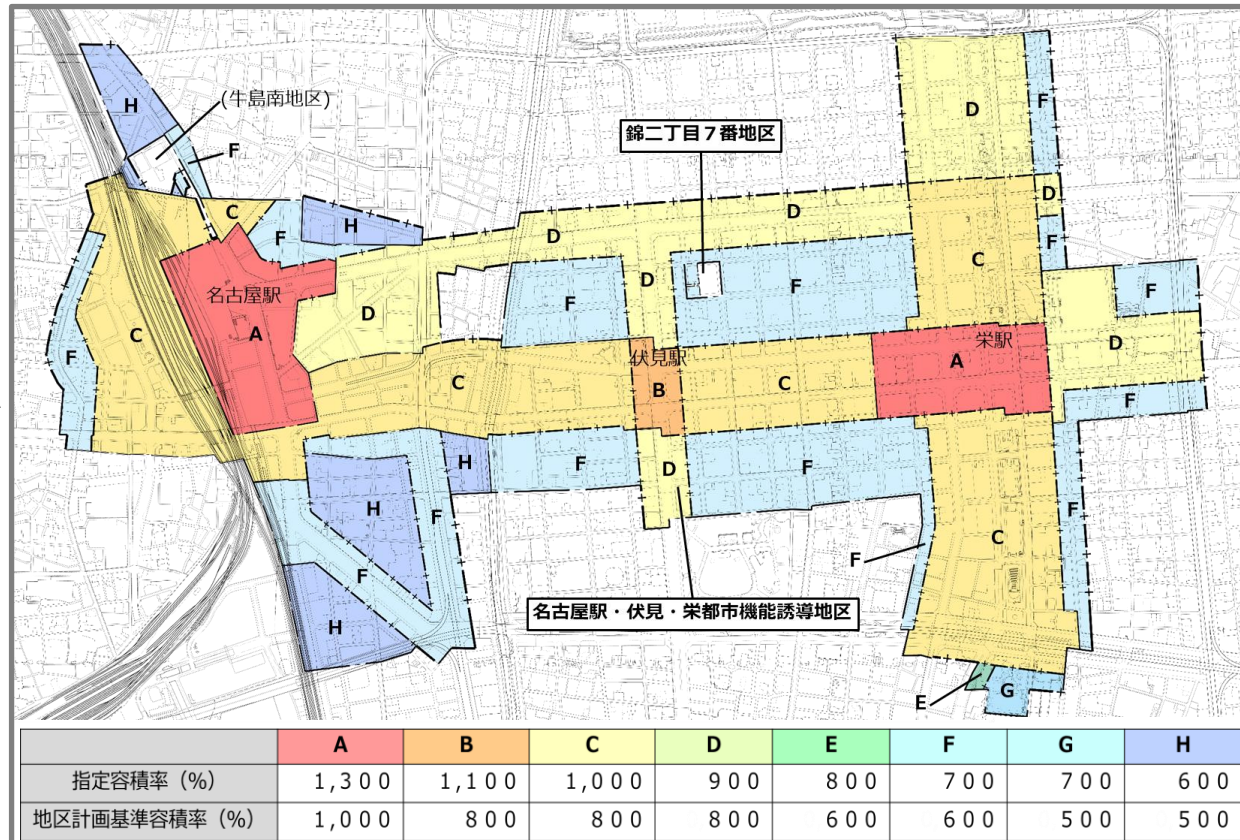 H
(牛島南地区)
F
錦二丁目7番地区
D
F
D
D
D
C
F
H
F
C
名古屋駅
D
D
F
F
F
C
A
F
栄駅
D
伏見駅
C
B
C
A
F
H
F
D
F
F
H
F
C
F
F
名古屋駅・伏見・栄都市機能誘導地区
H
E
G
A B C D E F G H
指定容積率(%) 1,300 1,100 1,000 900 800 700 700 600
地区計画基準容積率(%) 1,000 800 800 800 600 600 500 500